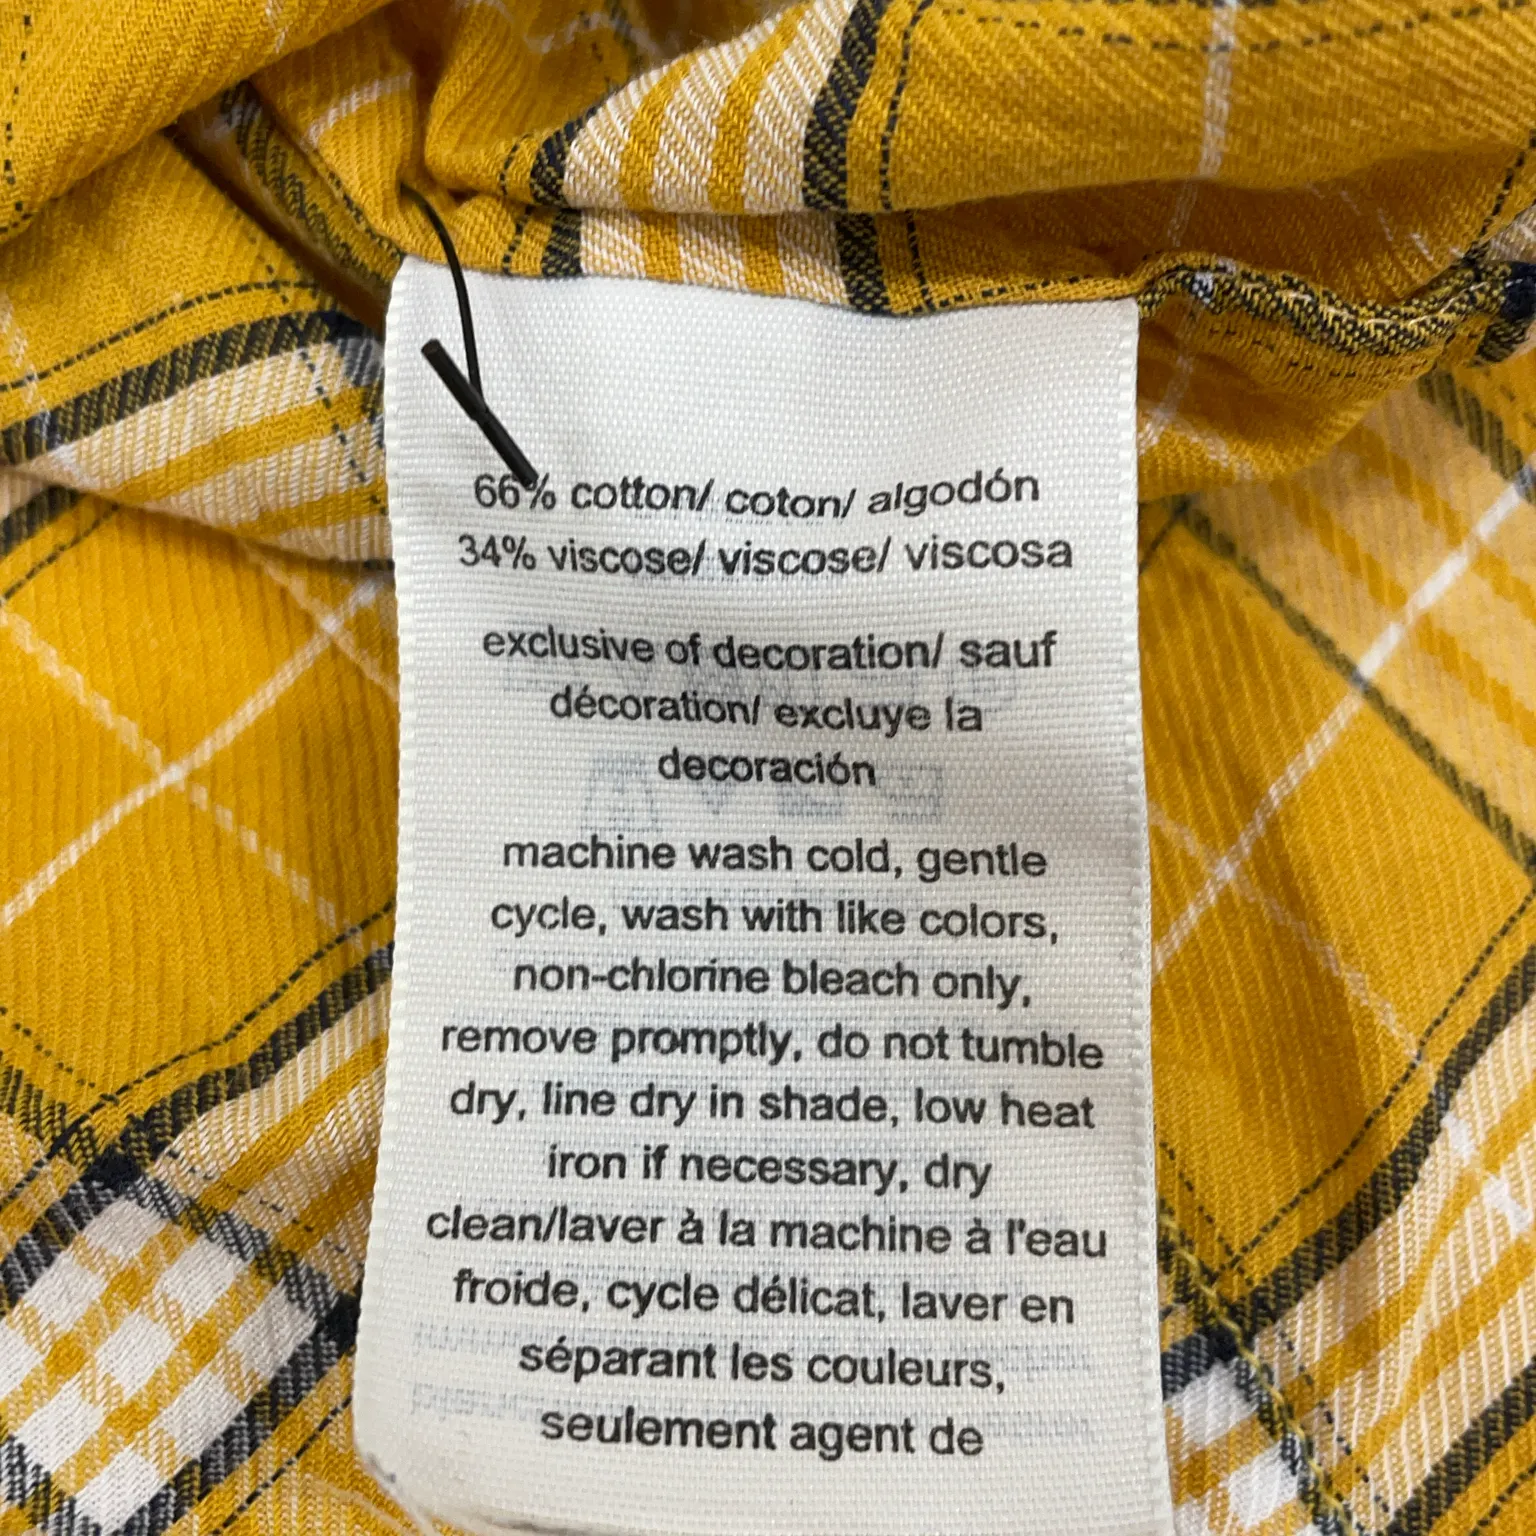 66% cotton/ coton/ algodón
34% viscose/ viscose/ viscosa
exclusive of decoration/ sauf
décoration/ excluye la
decoración
machine wash cold, gentle
cycle, wash with like colors,
non-chlorine bleach only,
remove promptly, do not tumble
dry, line dry in shade, low heat
iron if necessary, dry
clean/laver à la machine à l'eau
froide, cycle délicat, laver en
séparant les couleurs,
seulement agent de